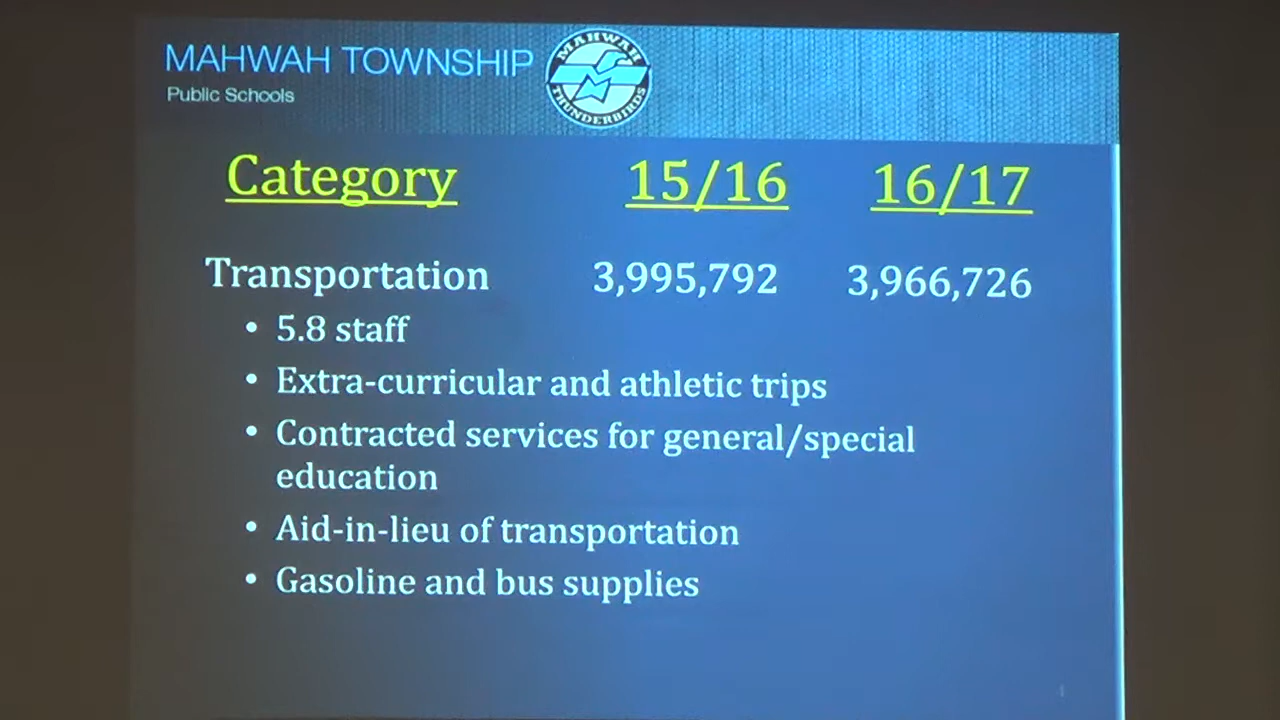 MAHWAH TOWNSHIP
Public Schools
MAHWAH
THUNDERBIRDS
Category 15/16 16/17
Transportation 3,995,792 3,966,726
• 5.8 staff
• Extra-curricular and athletic trips
• Contracted services for general/special
education
• Aid-in-lieu of transportation
• Gasoline and bus supplies